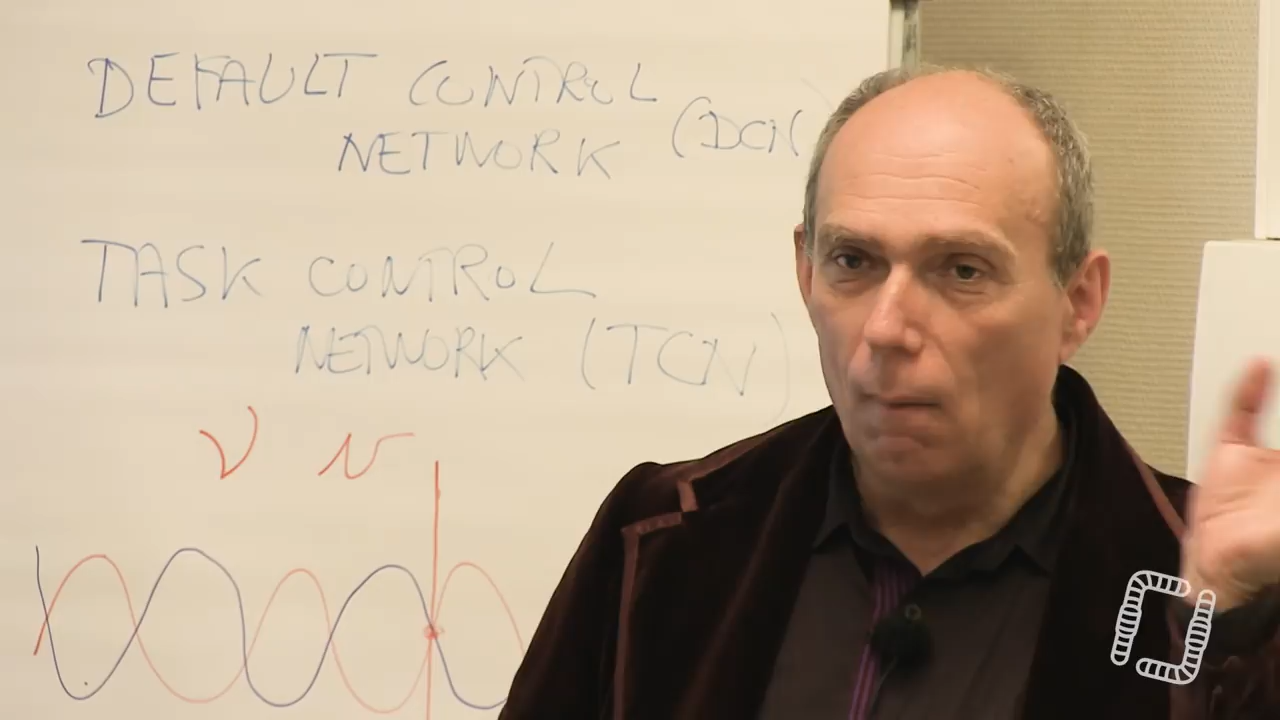 DEFAULT CONTROL
NETWORK (DCN)
TASK CONTROL
NETWORK (TCN)